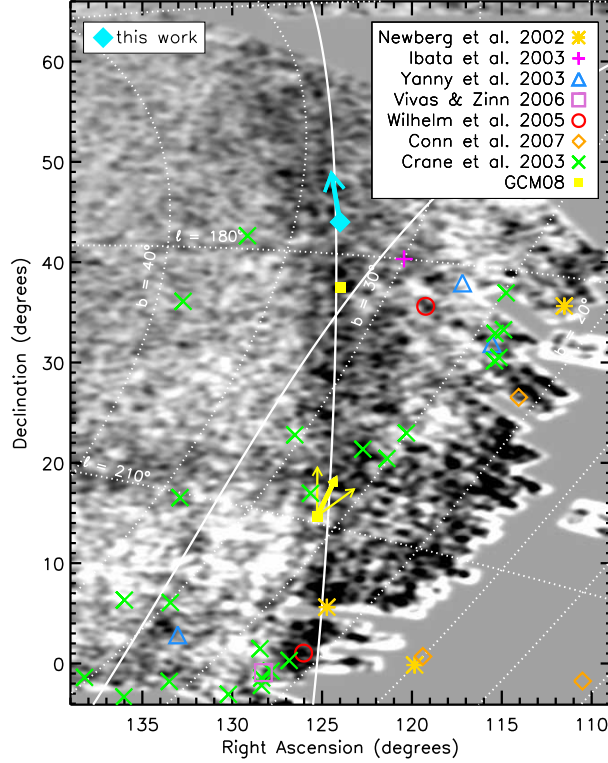 this work
Newberg et al. 2002
Ibata et al. 2003
Yanny et al. 2003
Vivas & Zinn 2006
Wilhelm et al. 2005
Conn et al. 2007
Crane et al. 2003
GCM08
60
50
40
30
20
10
0
Declination (degrees)
ℓ = 180°
b = 40°
b = 30°
b = 20°
ℓ = 210°
135
130
125
120
115
110
Right Ascension (degrees)